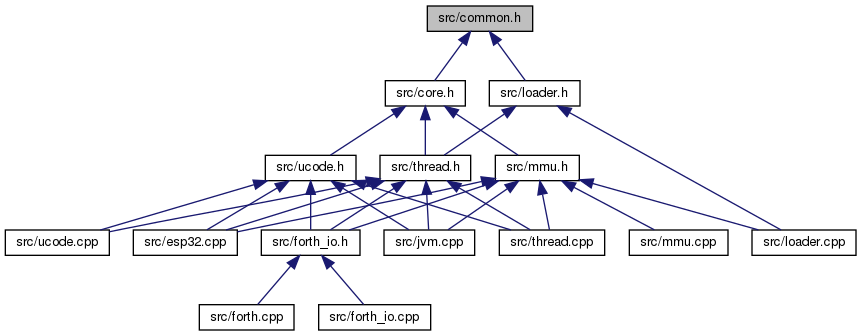 src/common.h
src/core.h
src/loader.h
src/ucode.h
src/thread.h
src/mmu.h
src/ucode.cpp
src/esp32.cpp
src/forth_io.h
src/jvm.cpp
src/thread.cpp
src/mmu.cpp
src/loader.cpp
src/forth.cpp
src/forth_io.cpp